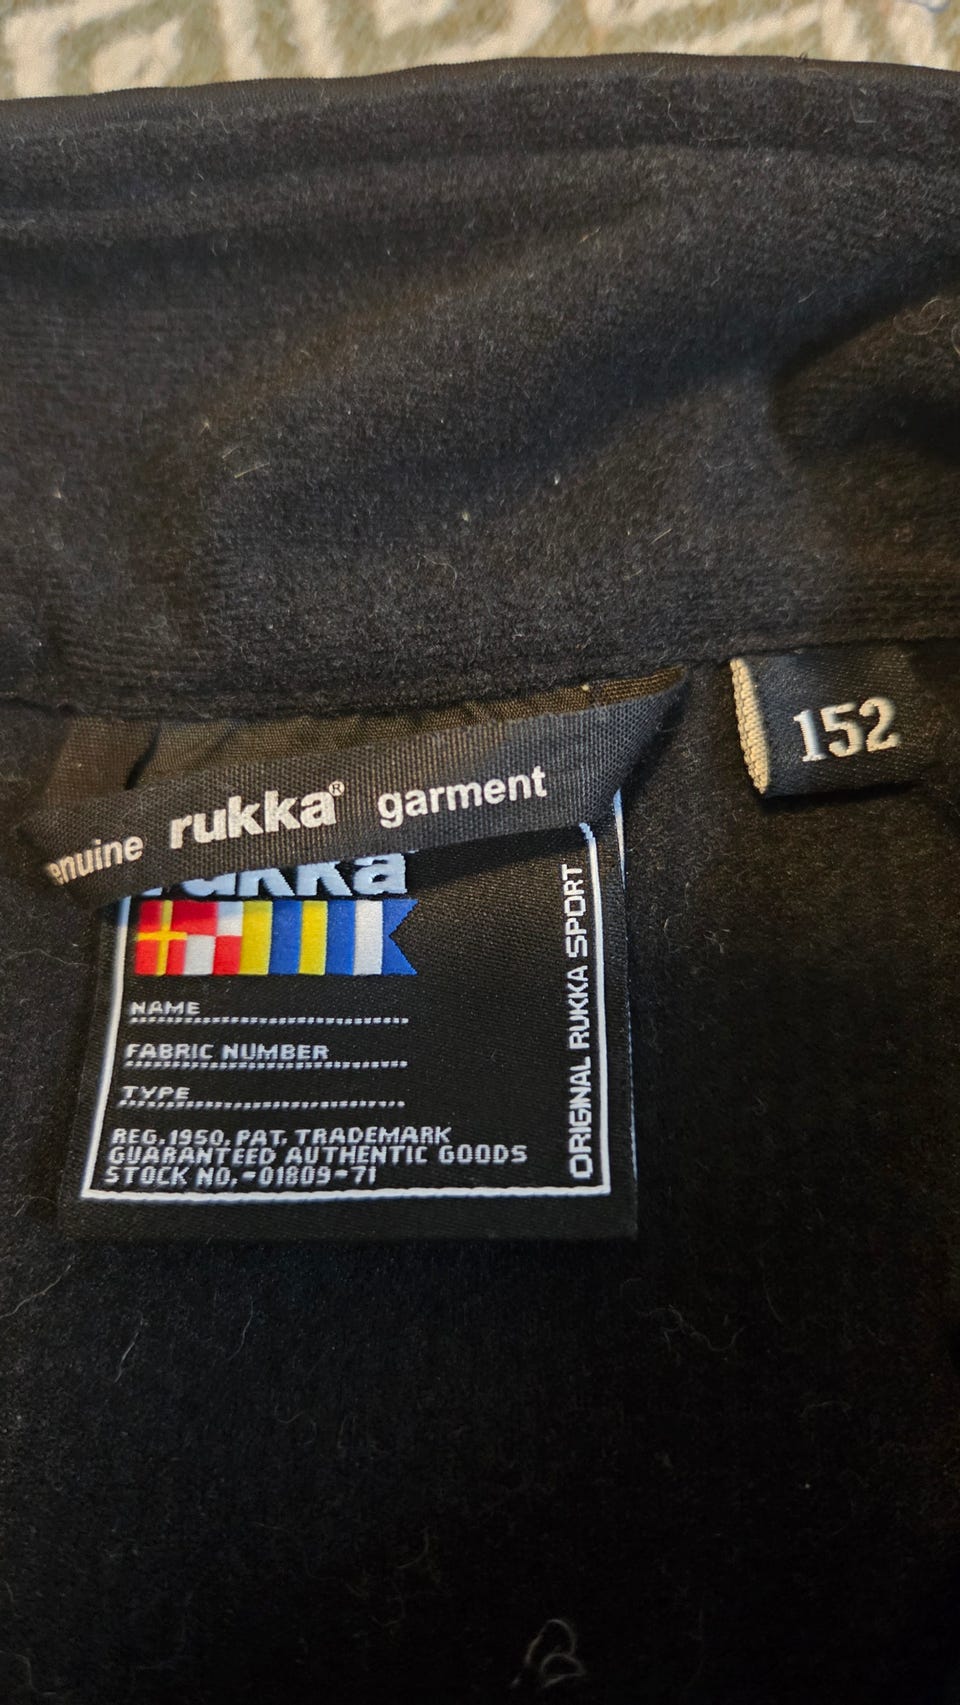 enuine rukka® garment
152
rukka
NAME
FABRIC NUMBER
TYPE
REG.1950. PAT. TRADEMARK
GUARANTEED AUTHENTIC GOODS
STOCK NO.-01809-71
ORIGINAL RUKKA SPORT